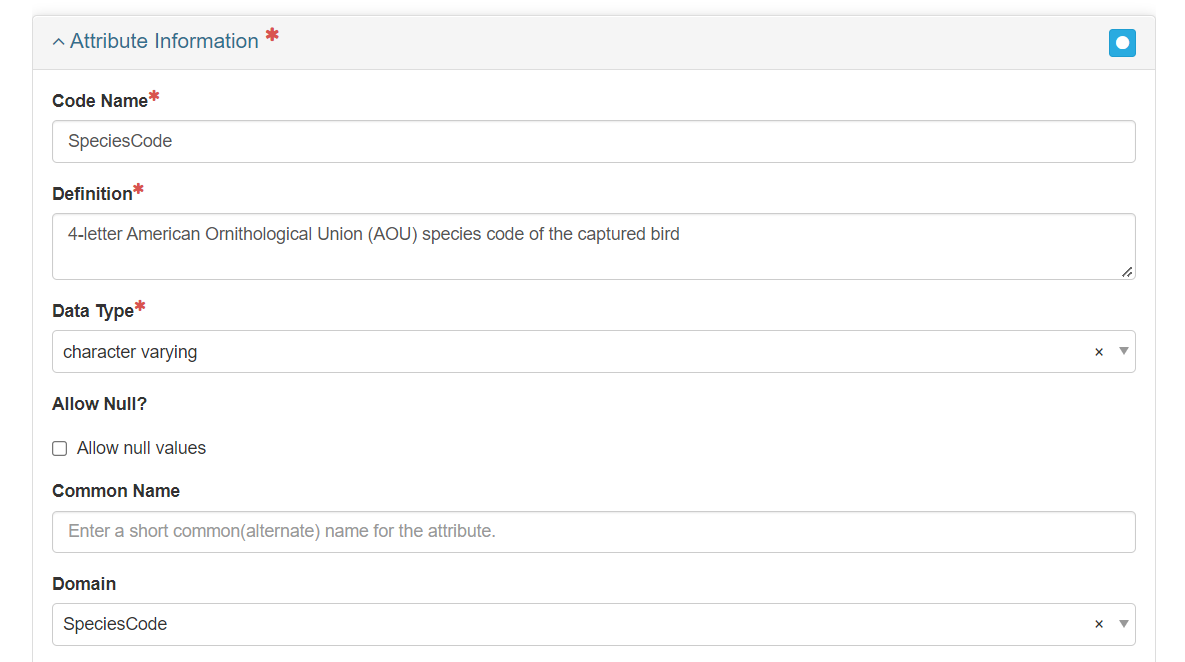 Attribute Information *
Code Name*
SpeciesCode
Definition*
4-letter American Ornithological Union (AOU) species code of the captured bird
Data Type*
character varying
×
Allow Null?
Allow null values
Common Name
Enter a short common(alternate) name for the attribute.
Domain
SpeciesCode
×